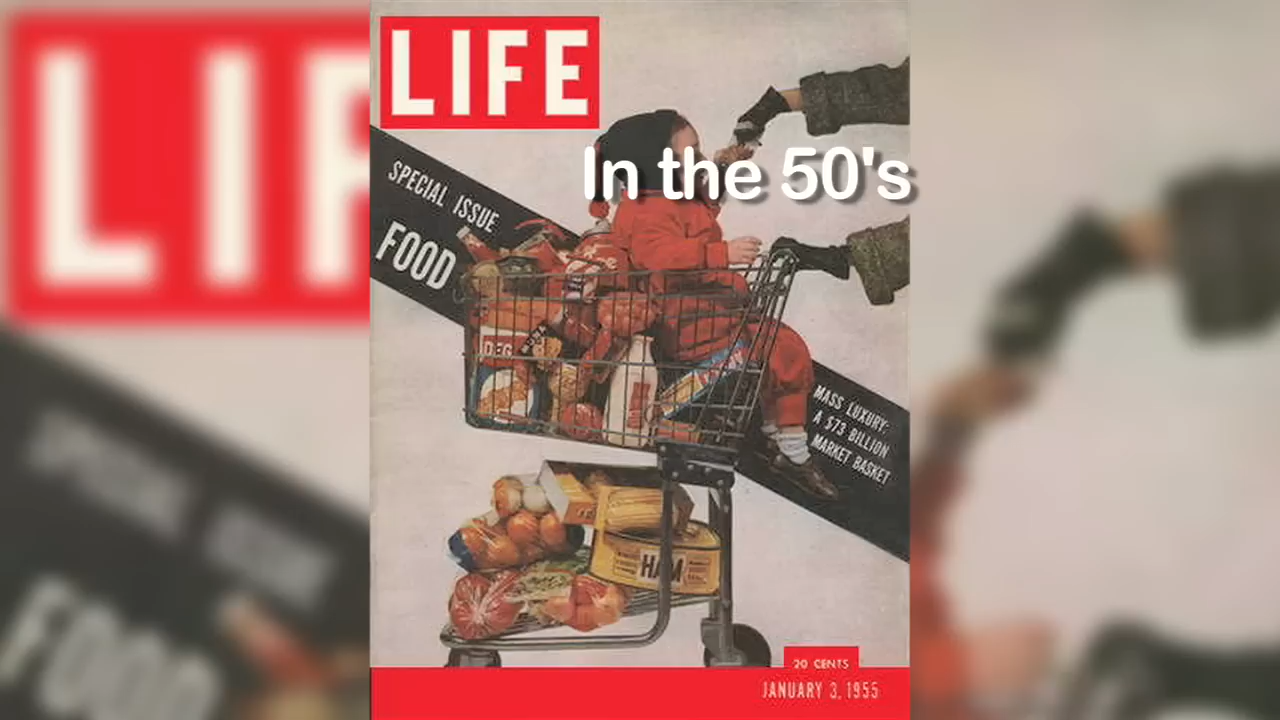 LIFE
In the 50's
SPECIAL ISSUE
FOOD
MASS LUXURY:
A $73 BILLION
MARKET BASKET
HAM
20 CENTS
JANUARY 3, 1955